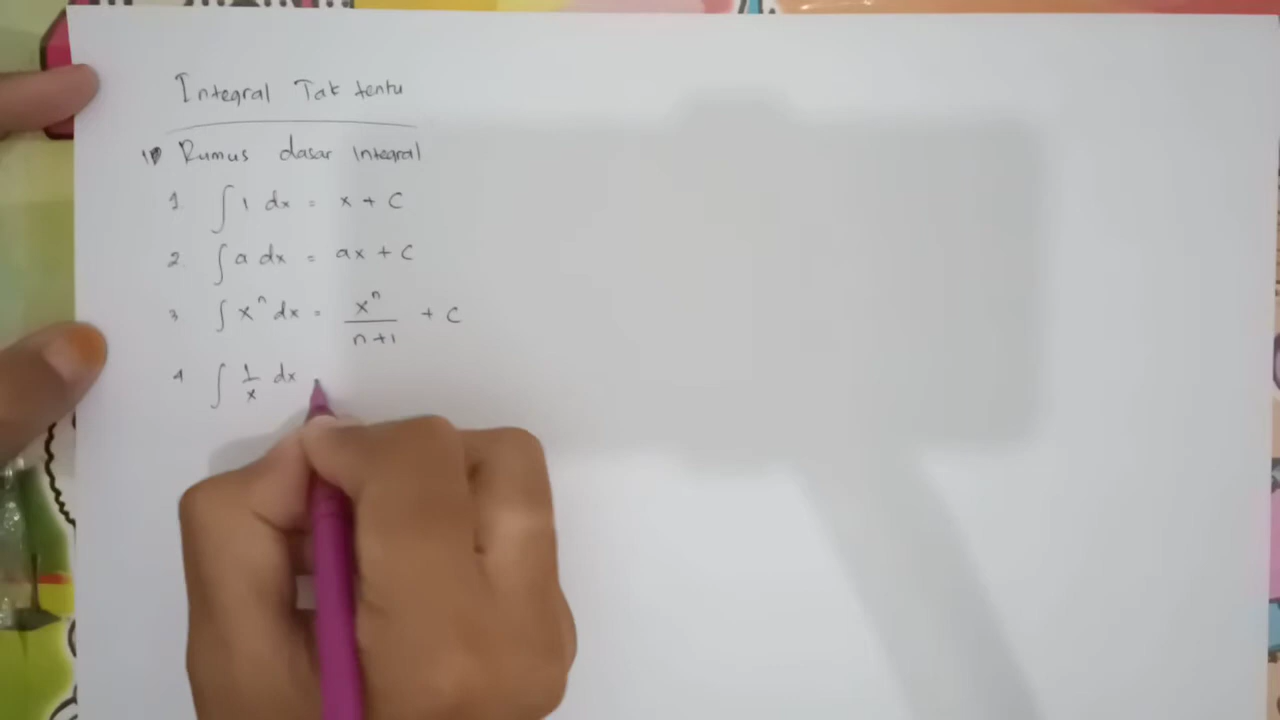 Integral Tak tentu
1) Rumus dasar Integral
1. ∫ 1 dx = x + C
2. ∫ a dx = ax + C
3. ∫ xⁿ dx = xⁿ / n+1 + C
4 ∫ 1/x dx